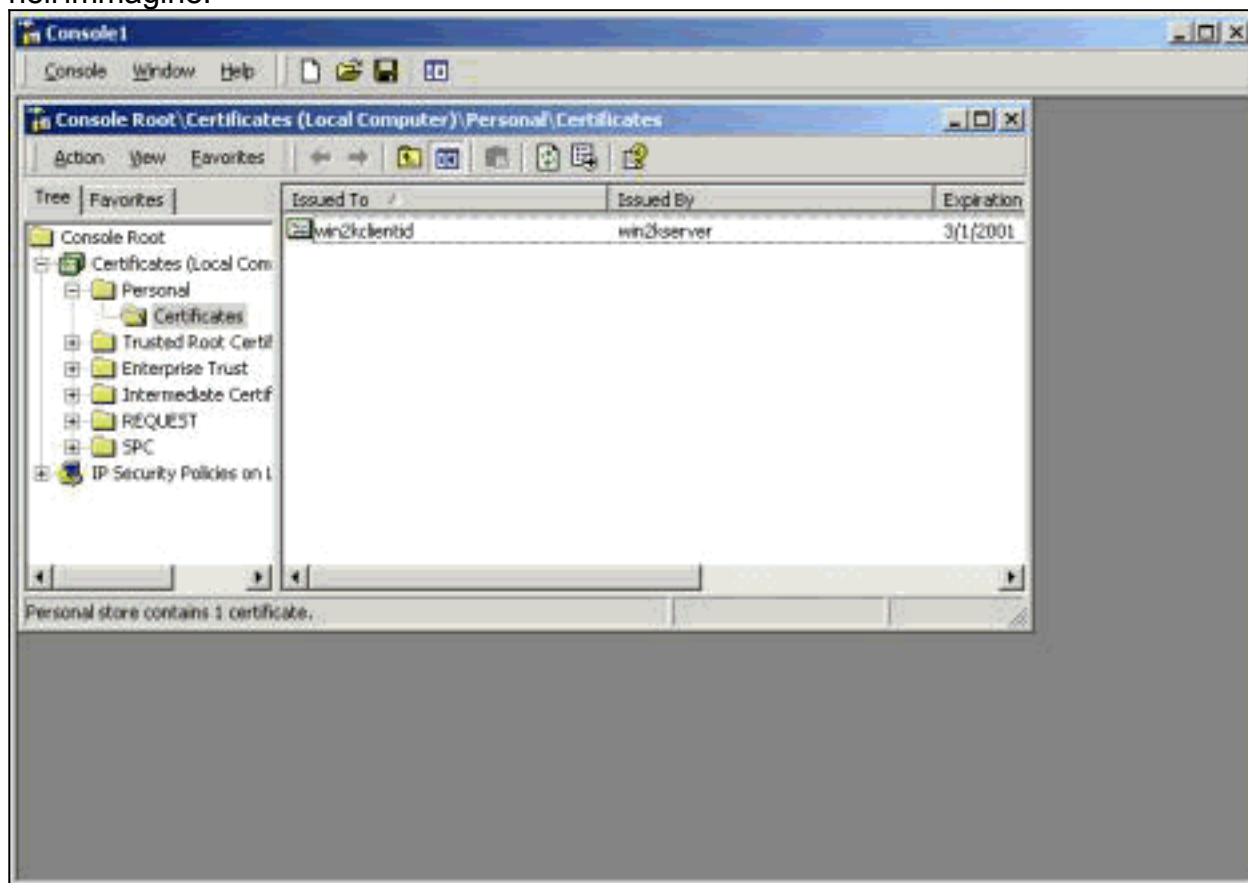 nell'immagine.
Console1
Console Window Help
Console Root\Certificates (Local Computer)\Personal\Certificates
Action View Favorites
Tree Favorites
Issued To Issued By Expiration
Console Root
win2kclientid win2kserver 3/1/2001
Certificates (Local Com
Personal
Certificates
Trusted Root Certif
Enterprise Trust
Intermediate Certif
REQUEST
SPC
IP Security Policies on L
Personal store contains 1 certificate.